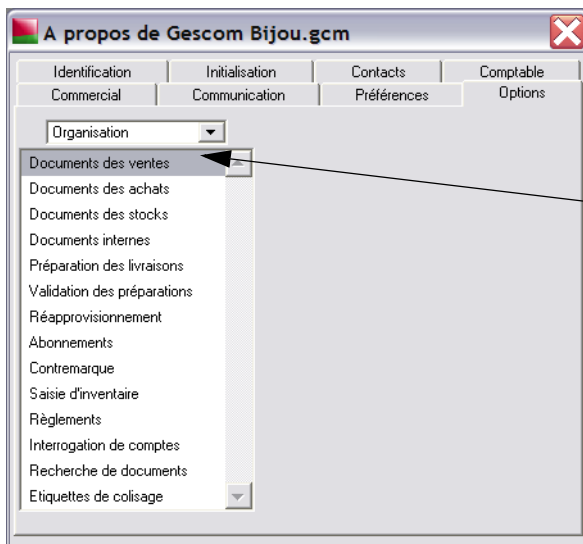 A propos de Gescom Bijou.gcm
Identification Initialisation Contacts Comptable
Commercial Communication Préférences Options
Organisation
Documents des ventes
Documents des achats
Documents des stocks
Documents internes
Préparation des livraisons
Validation des préparations
Réapprovisionnement
Abonnements
Contremarque
Saisie d'inventaire
Règlements
Interrogation de comptes
Recherche de documents
Etiquettes de colisage